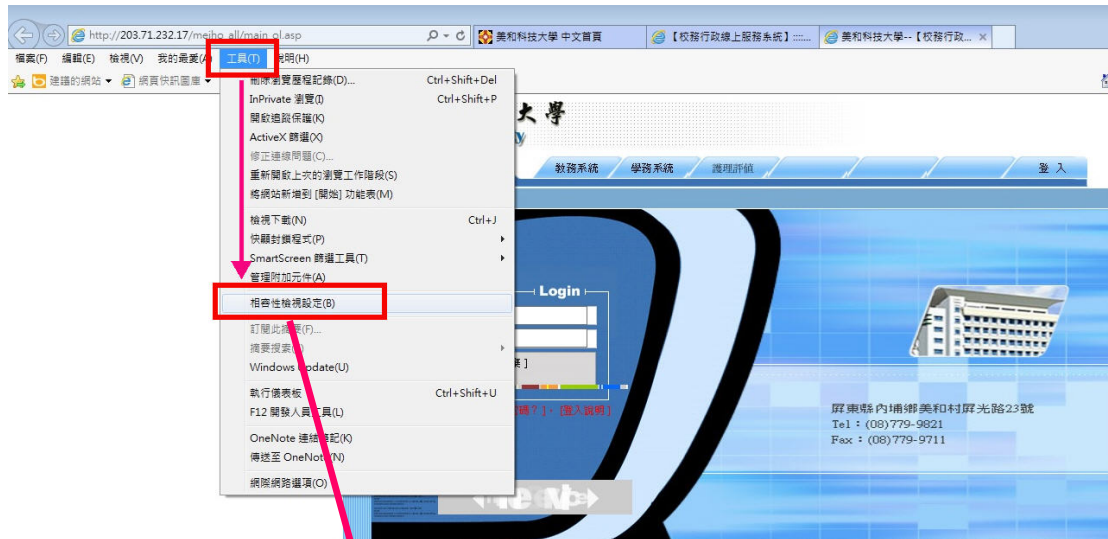 http://203.71.232.17/meiho_all/main_ol.asp
美和科技大學 中文首頁
【校務行政線上服務系統】::::...
美和科技大學--【校務行政... ×
檔案(F) 編輯(E) 檢視(V) 我的最愛(A) 工具(T) 說明(H)
建議的網站 網頁快訊圖庫
刪除瀏覽歷程記錄(D)... Ctrl+Shift+Del
InPrivate 瀏覽(I) Ctrl+Shift+P
開啟追蹤保護(K)
ActiveX 篩選(X)
修正連線問題(C)...
重新開啟上次的瀏覽工作階段(S)
將網站新增到 [開始] 功能表(M)
檢視下載(N) Ctrl+J
快顯封鎖程式(P)
SmartScreen 篩選工具(T)
管理附加元件(A)
相容性檢視設定(B)
訂閱此摘要(F)...
摘要搜索
Windows Update(U)
執行儀表板 Ctrl+Shift+U
F12 開發人員工具(L)
OneNote 連結筆記(K)
傳送至 OneNote(N)
網際網路選項(O)
大學
教務系統 學務系統 護理評值 登入
Login
碼？]‧[登入說明]
屏東縣內埔鄉美和村屏光路23號
Tel：(08)779-9821
Fax：(08)779-9711